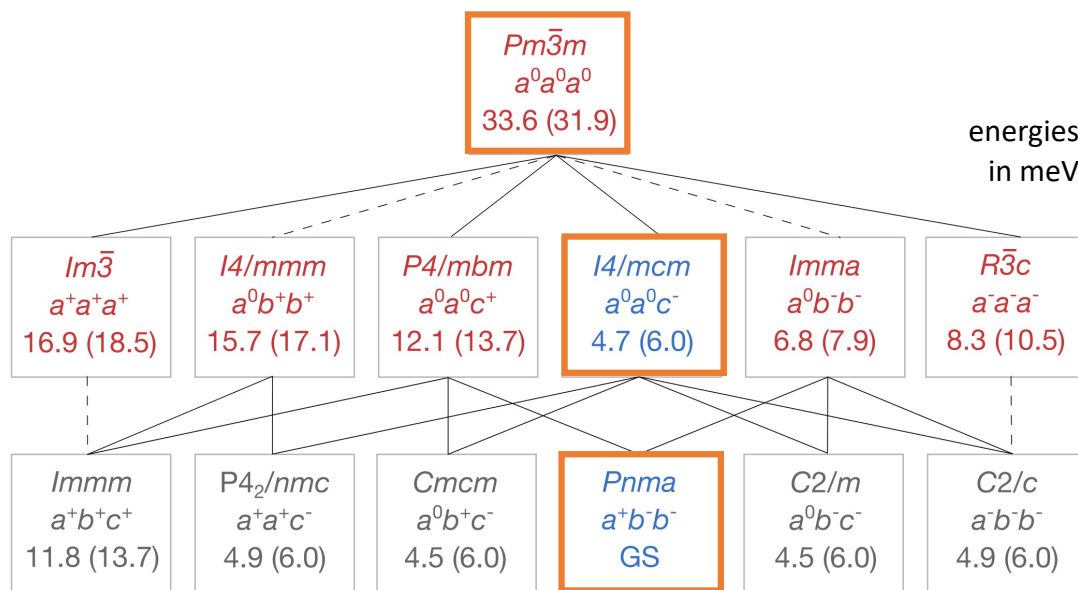 Pm3̄m
a⁰a⁰a⁰
33.6 (31.9)
energies
in meV
Im3̄
a⁺a⁺a⁺
16.9 (18.5)
I4/mmm
a⁰b⁺b⁺
15.7 (17.1)
P4/mbm
a⁰a⁰c⁺
12.1 (13.7)
I4/mcm
a⁰a⁰c⁻
4.7 (6.0)
Imma
a⁰b⁻b⁻
6.8 (7.9)
R3̄c
a⁻a⁻a⁻
8.3 (10.5)
Immm
a⁺b⁺c⁺
11.8 (13.7)
P4₂/nmc
a⁺a⁺c⁻
4.9 (6.0)
Cmcm
a⁰b⁺c⁻
4.5 (6.0)
Pnma
a⁺b⁻b⁻
GS
C2/m
a⁰b⁻c⁻
4.5 (6.0)
C2/c
a⁻b⁻b⁻
4.9 (6.0)